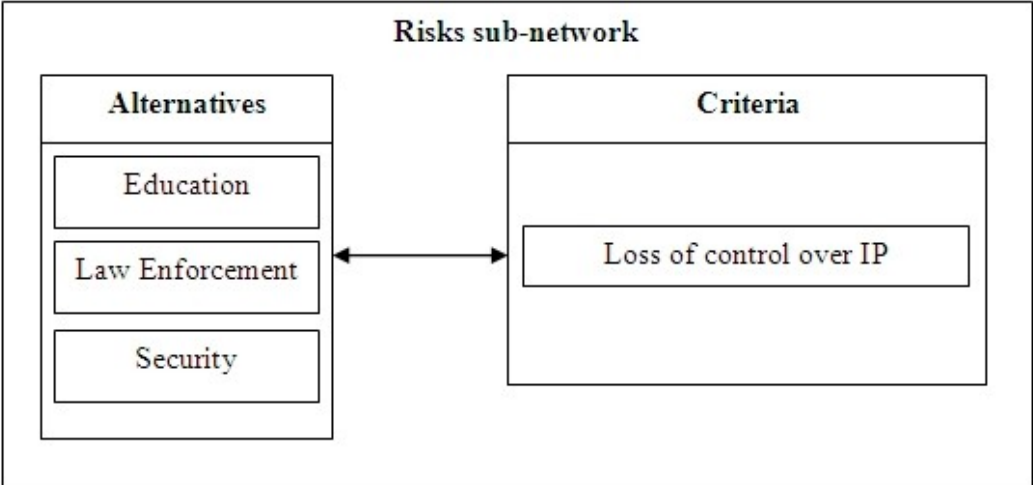 Risks sub-network
Alternatives
Education
Law Enforcement
Security
Criteria
Loss of control over IP